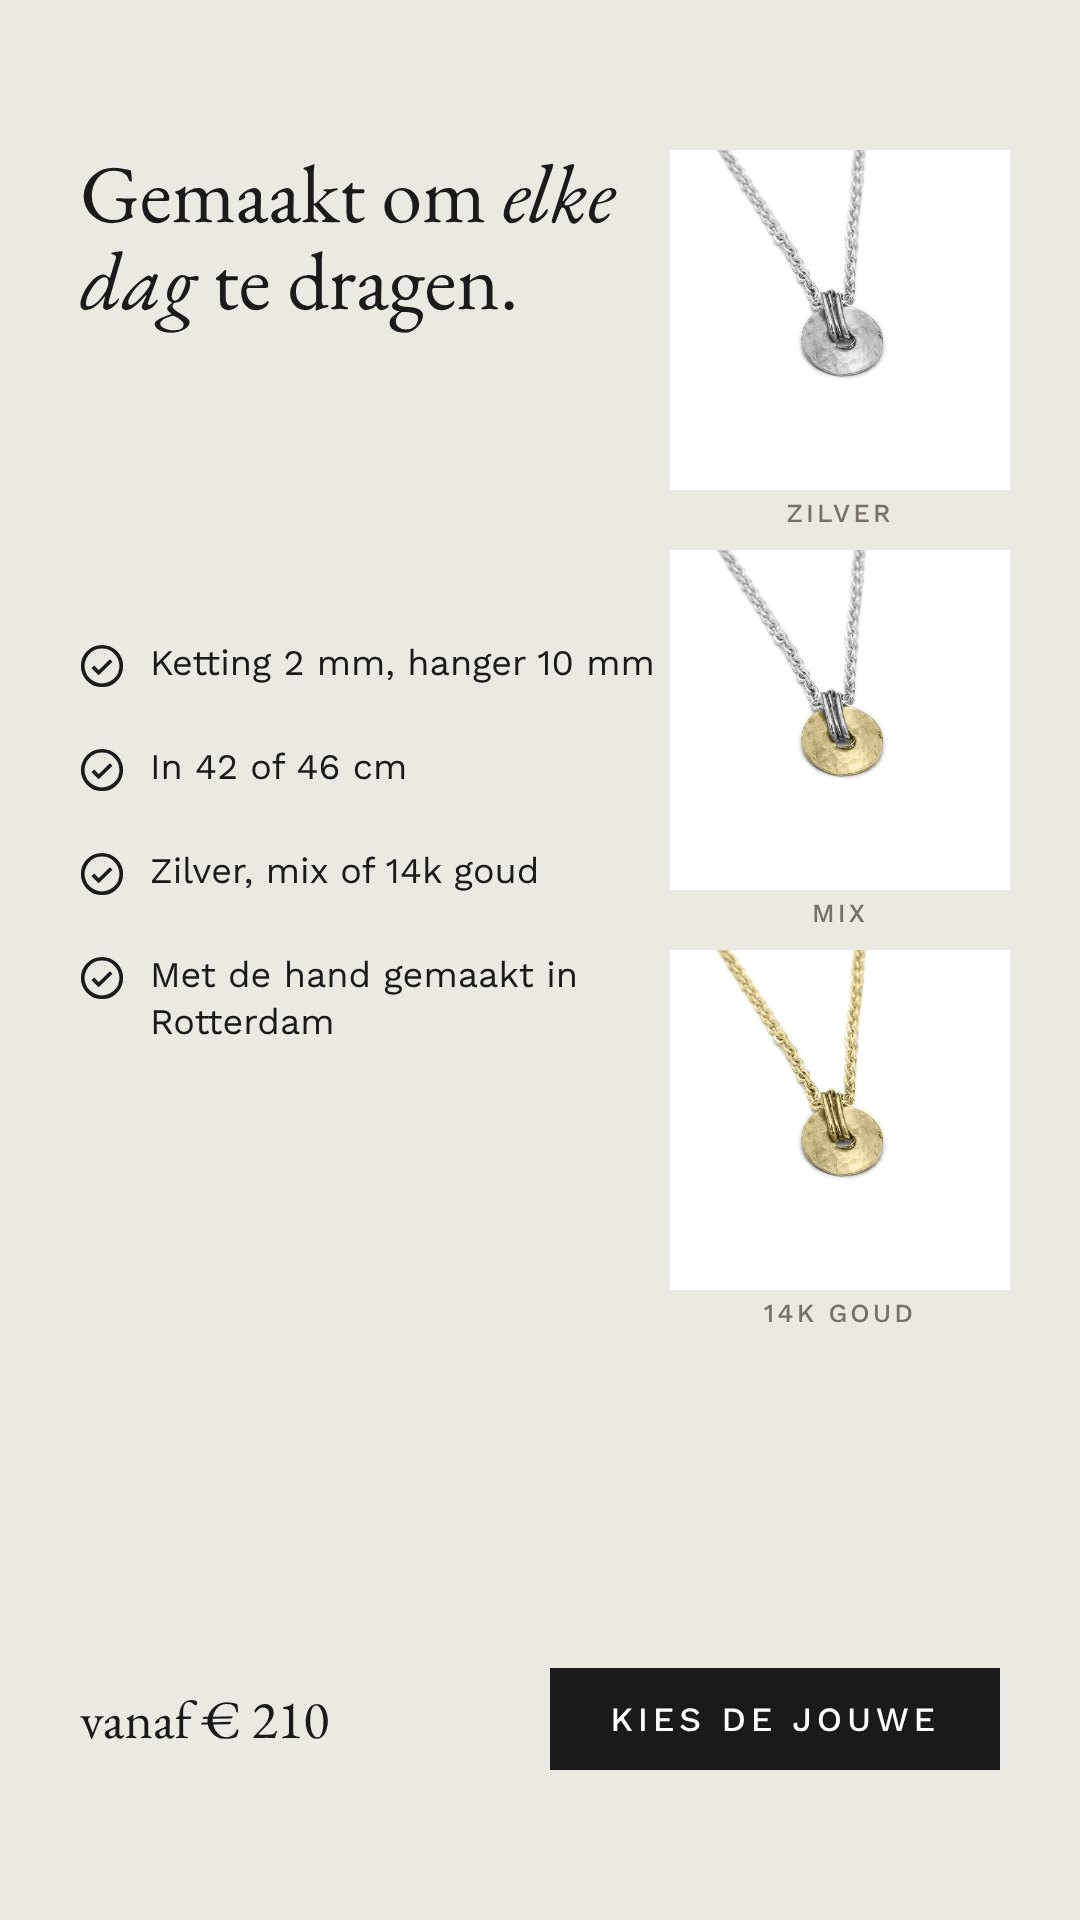 Gemaakt om elke
dag te dragen.
ZILVER
Ketting 2 mm, hanger 10 mm
In 42 of 46 cm
Zilver, mix of 14k goud
MIX
Met de hand gemaakt in
Rotterdam
14K GOUD
vanaf € 210
KIES DE JOUWE